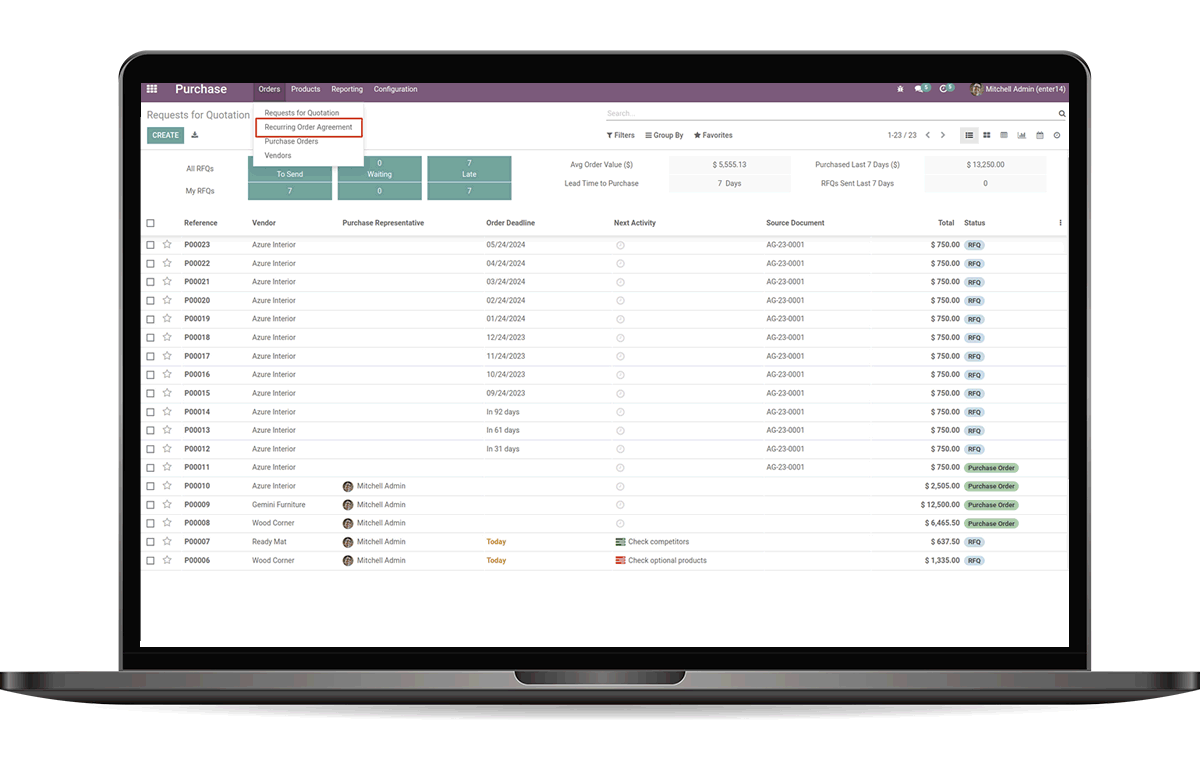 Purchase Orders Products Reporting Configuration 5 5 Mitchell Admin (enter14)
Requests for Quotation Search...
Requests for Quotation
Recurring Order Agreement
Purchase Orders
Vendors
CREATE Filters Group By Favorites 1-23 / 23
All RFQs To Send 0 Waiting 7 Late Avg Order Value ($) $ 5,555.13 Purchased Last 7 Days ($) $ 13,250.00
My RFQs 7 0 7 Lead Time to Purchase 7 Days RFQs Sent Last 7 Days 0
Reference Vendor Purchase Representative Order Deadline Next Activity Source Document Total Status
P00023 Azure Interior 05/24/2024 AG-23-0001 $ 750.00 RFQ
P00022 Azure Interior 04/24/2024 AG-23-0001 $ 750.00 RFQ
P00021 Azure Interior 03/24/2024 AG-23-0001 $ 750.00 RFQ
P00020 Azure Interior 02/24/2024 AG-23-0001 $ 750.00 RFQ
P00019 Azure Interior 01/24/2024 AG-23-0001 $ 750.00 RFQ
P00018 Azure Interior 12/24/2023 AG-23-0001 $ 750.00 RFQ
P00017 Azure Interior 11/24/2023 AG-23-0001 $ 750.00 RFQ
P00016 Azure Interior 10/24/2023 AG-23-0001 $ 750.00 RFQ
P00015 Azure Interior 09/24/2023 AG-23-0001 $ 750.00 RFQ
P00014 Azure Interior In 92 days AG-23-0001 $ 750.00 RFQ
P00013 Azure Interior In 61 days AG-23-0001 $ 750.00 RFQ
P00012 Azure Interior In 31 days AG-23-0001 $ 750.00 RFQ
P00011 Azure Interior AG-23-0001 $ 750.00 Purchase Order
P00010 Azure Interior Mitchell Admin $ 2,505.00 Purchase Order
P00009 Gemini Furniture Mitchell Admin $ 12,500.00 Purchase Order
P00008 Wood Corner Mitchell Admin $ 6,465.50 Purchase Order
P00007 Ready Mat Mitchell Admin Today Check competitors $ 637.50 RFQ
P00006 Wood Corner Mitchell Admin Today Check optional products $ 1,335.00 RFQ